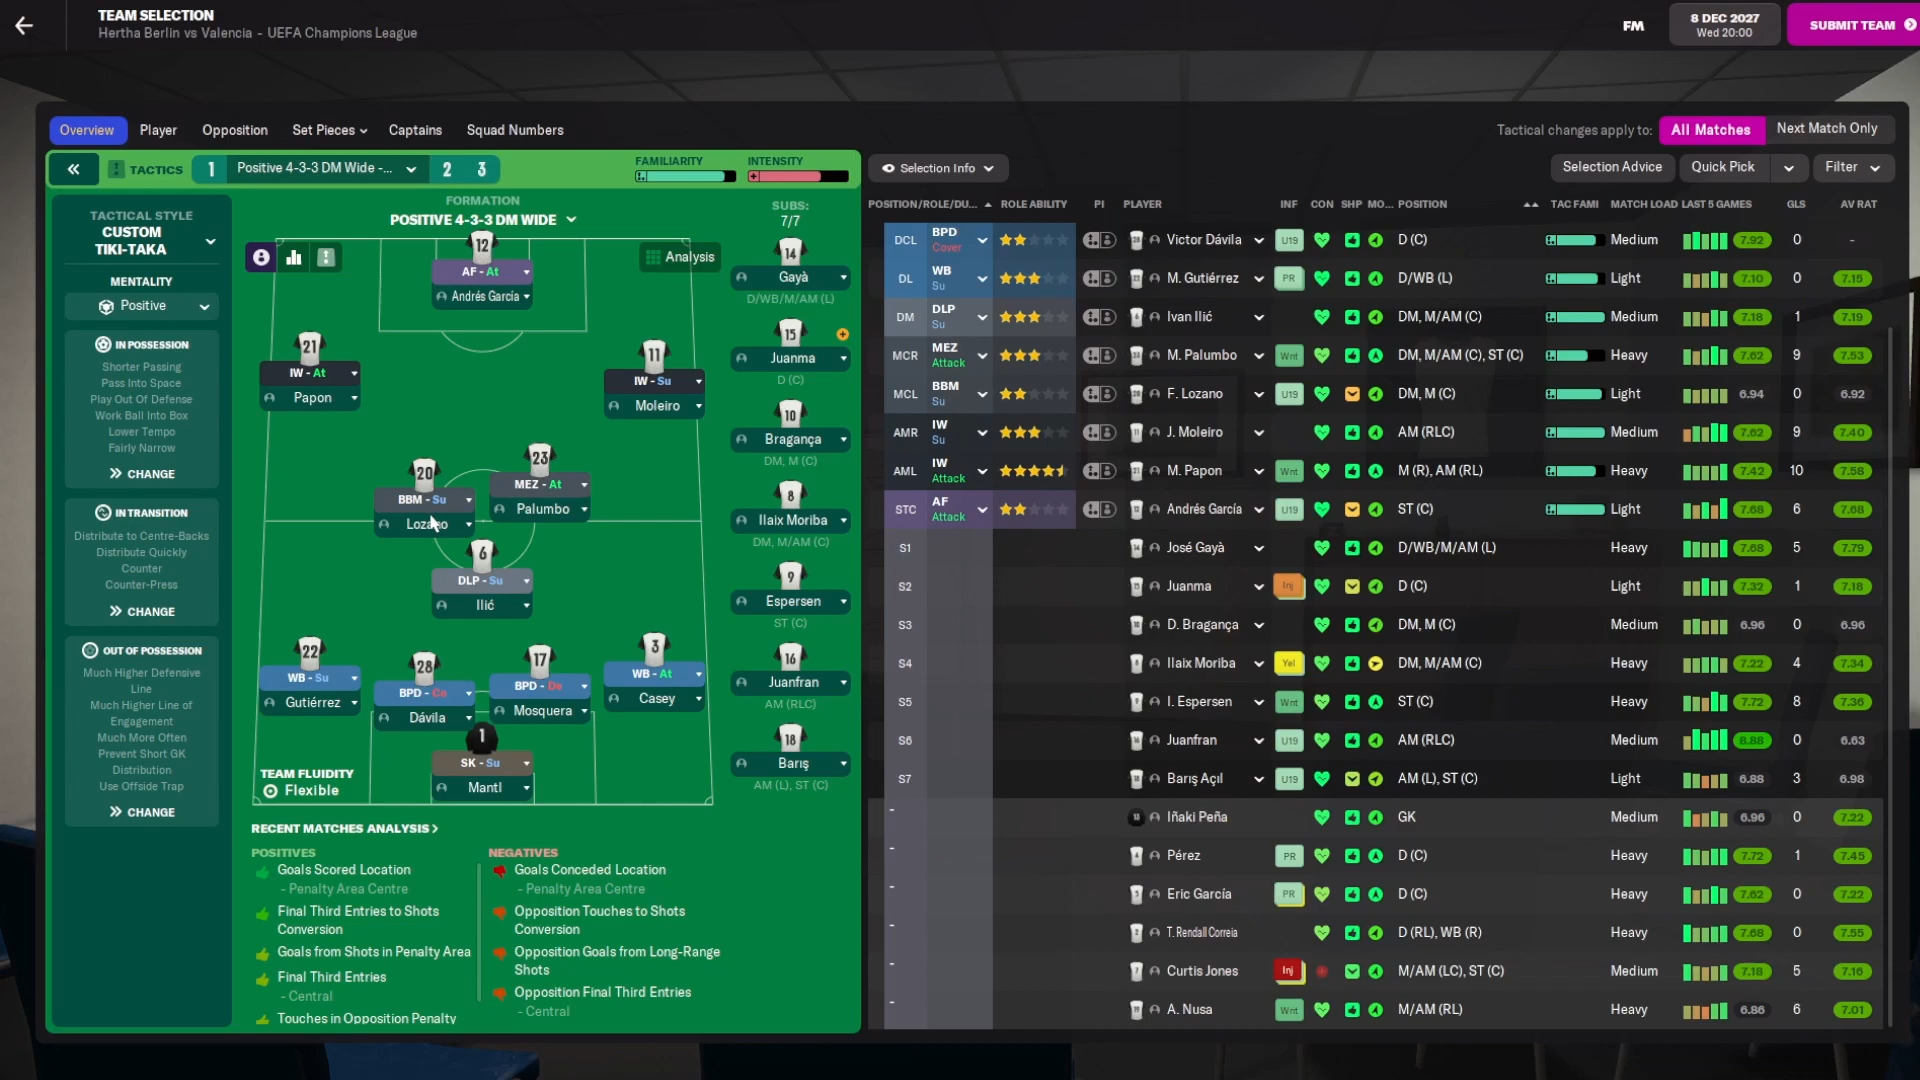 TEAM SELECTION
Hertha Berlin vs Valencia - UEFA Champions League
FM
8 DEC 2027
Wed 20:00
SUBMIT TEAM
Overview Player Opposition Set Pieces Captains Squad Numbers
Tactical changes apply to: All Matches Next Match Only
TACTICS 1 Positive 4-3-3 DM Wide -... 2 3
FAMILIARITY INTENSITY
Selection Info
Selection Advice Quick Pick Filter
TACTICAL STYLE
CUSTOM
TIKI-TAKA
MENTALITY
Positive
IN POSSESSION
Shorter Passing
Pass Into Space
Play Out Of Defense
Work Ball Into Box
Lower Tempo
Fairly Narrow
CHANGE
IN TRANSITION
Distribute to Centre-Backs
Distribute Quickly
Counter
Counter-Press
CHANGE
OUT OF POSSESSION
Much Higher Defensive
Line
Much Higher Line of
Engagement
Much More Often
Prevent Short GK
Distribution
Use Offside Trap
CHANGE
FORMATION
POSITIVE 4-3-3 DM WIDE
Analysis
12
AF - At
Andrés García
21
IW - At
Papon
11
IW - Su
Moleiro
20
BBM - Su
Lozano
23
MEZ - At
Palumbo
6
DLP - Su
Ilić
22
WB - Su
Gutiérrez
28
BPD - Co
Dávila
17
BPD - De
Mosquera
3
WB - At
Casey
1
SK - Su
Mantl
TEAM FLUIDITY
Flexible
SUBS:
7/7
14
Gayà
D/WB/M/AM (L)
15
Juanma
D (C)
10
Bragança
DM, M (C)
8
Ilaix Moriba
DM, M/AM (C)
9
Espersen
ST (C)
16
Juanfran
AM (RLC)
18
Barış
AM (L), ST (C)
RECENT MATCHES ANALYSIS >
POSITIVES
Goals Scored Location
- Penalty Area Centre
Final Third Entries to Shots
Conversion
Goals from Shots in Penalty Area
Final Third Entries
- Central
Touches in Opposition Penalty
NEGATIVES
Goals Conceded Location
- Penalty Area Centre
Opposition Touches to Shots
Conversion
Opposition Goals from Long-Range
Shots
Opposition Final Third Entries
- Central
POSITION/ROLE/DU... ROLE ABILITY PI PLAYER INF CON SHP MO... POSITION TAC FAMI MATCH LOAD LAST 5 GAMES GLS AV RAT
DCL BPD Cover Victor Dávila U19 D (C) Medium 7.92 0 -
DL WB Su M. Gutiérrez PR D/WB (L) Light 7.10 0 7.15
DM DLP Su Ivan Ilić DM, M/AM (C) Medium 7.18 1 7.19
MCR MEZ Attack M. Palumbo Wnt DM, M/AM (C), ST (C) Heavy 7.62 9 7.53
MCL BBM Su F. Lozano U19 DM, M (C) Light 6.94 0 6.92
AMR IW Su J. Moleiro AM (RLC) Medium 7.62 9 7.40
AML IW Attack M. Papon Wnt M (R), AM (RL) Heavy 7.42 10 7.58
STC AF Attack Andrés García U19 ST (C) Light 7.68 6 7.68
S1 José Gayà D/WB/M/AM (L) Heavy 7.68 5 7.79
S2 Juanma Inj D (C) Light 7.32 1 7.18
S3 D. Bragança DM, M (C) Medium 6.96 0 6.96
S4 Ilaix Moriba Yel DM, M/AM (C) Heavy 7.22 4 7.34
S5 I. Espersen Wnt ST (C) Heavy 7.72 8 7.36
S6 Juanfran U19 AM (RLC) Medium 8.88 0 6.63
S7 Barış Açıl U19 AM (L), ST (C) Light 6.88 3 6.98
- Iñaki Peña GK Medium 6.96 0 7.22
- Pérez PR D (C) Heavy 7.72 1 7.45
- Eric García PR D (C) Heavy 7.62 0 7.22
- T. Rendall Correia D (RL), WB (R) Heavy 7.68 0 7.55
- Curtis Jones Inj M/AM (LC), ST (C) Medium 7.18 5 7.16
- A. Nusa Wnt M/AM (RL) Heavy 6.86 6 7.01